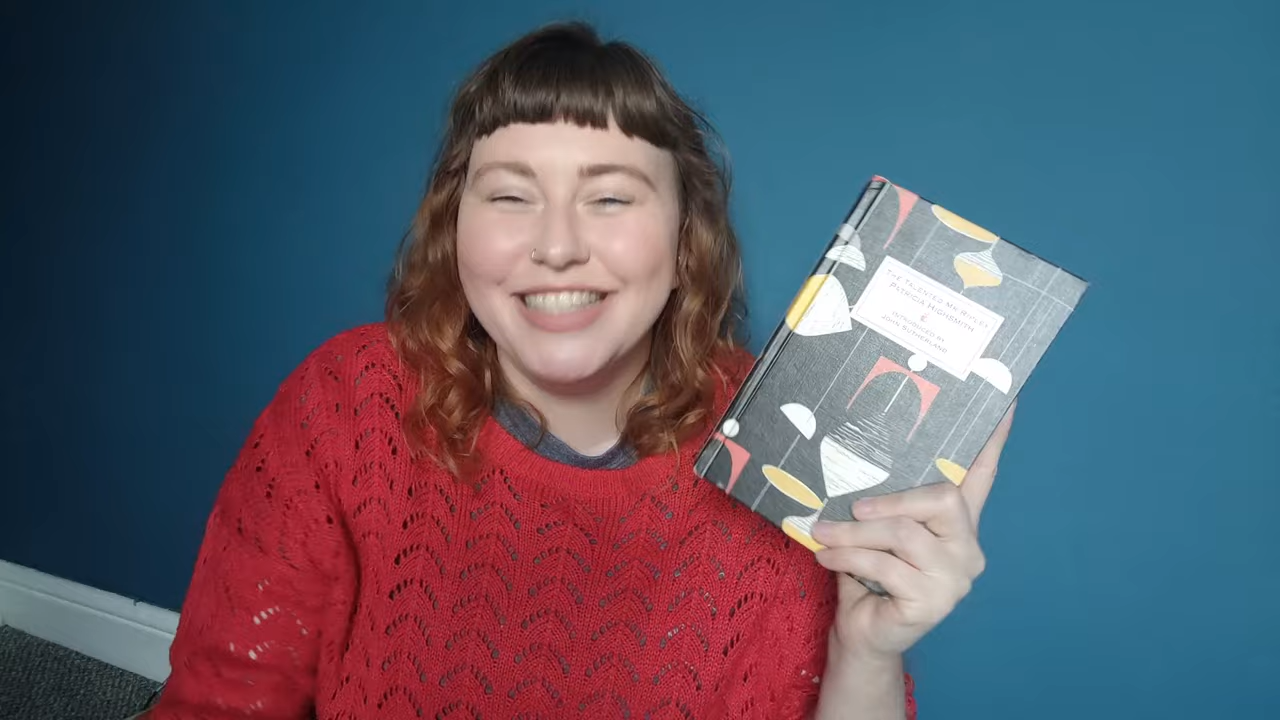 THE TALENTED MR RIPLEY
PATRICIA HIGHSMITH
INTRODUCED BY
JOHN SUTHERLAND